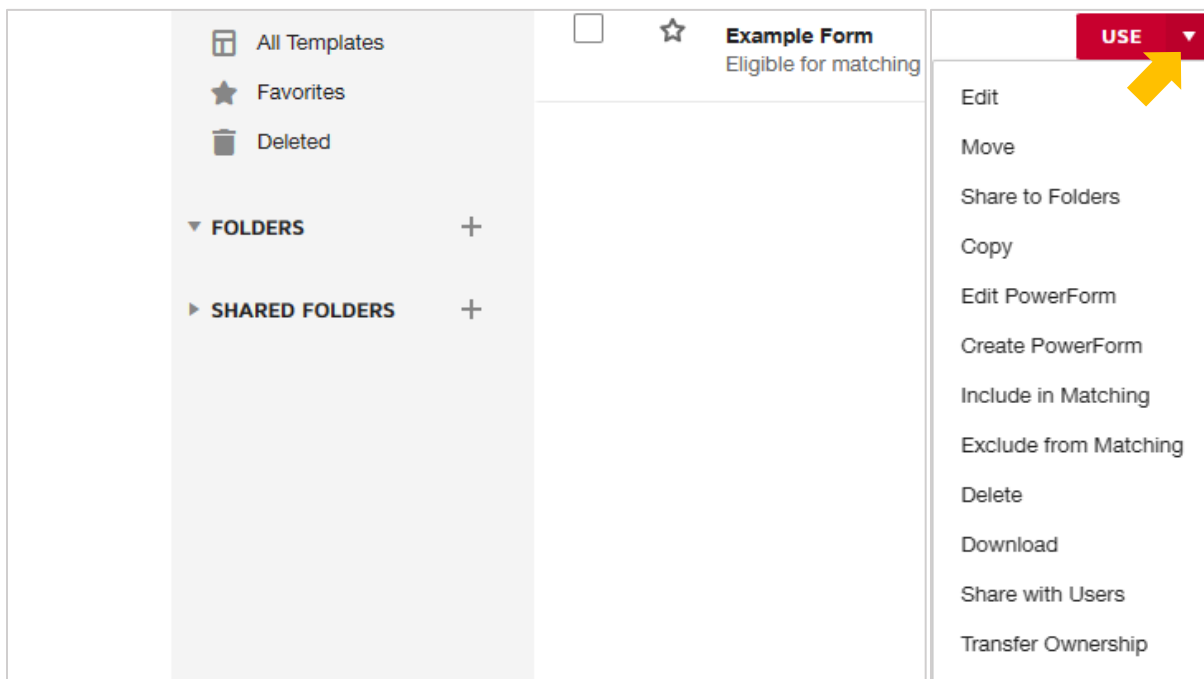 All Templates
Favorites
Deleted
FOLDERS
SHARED FOLDERS
Example Form
Eligible for matching
USE
Edit
Move
Share to Folders
Copy
Edit PowerForm
Create PowerForm
Include in Matching
Exclude from Matching
Delete
Download
Share with Users
Transfer Ownership